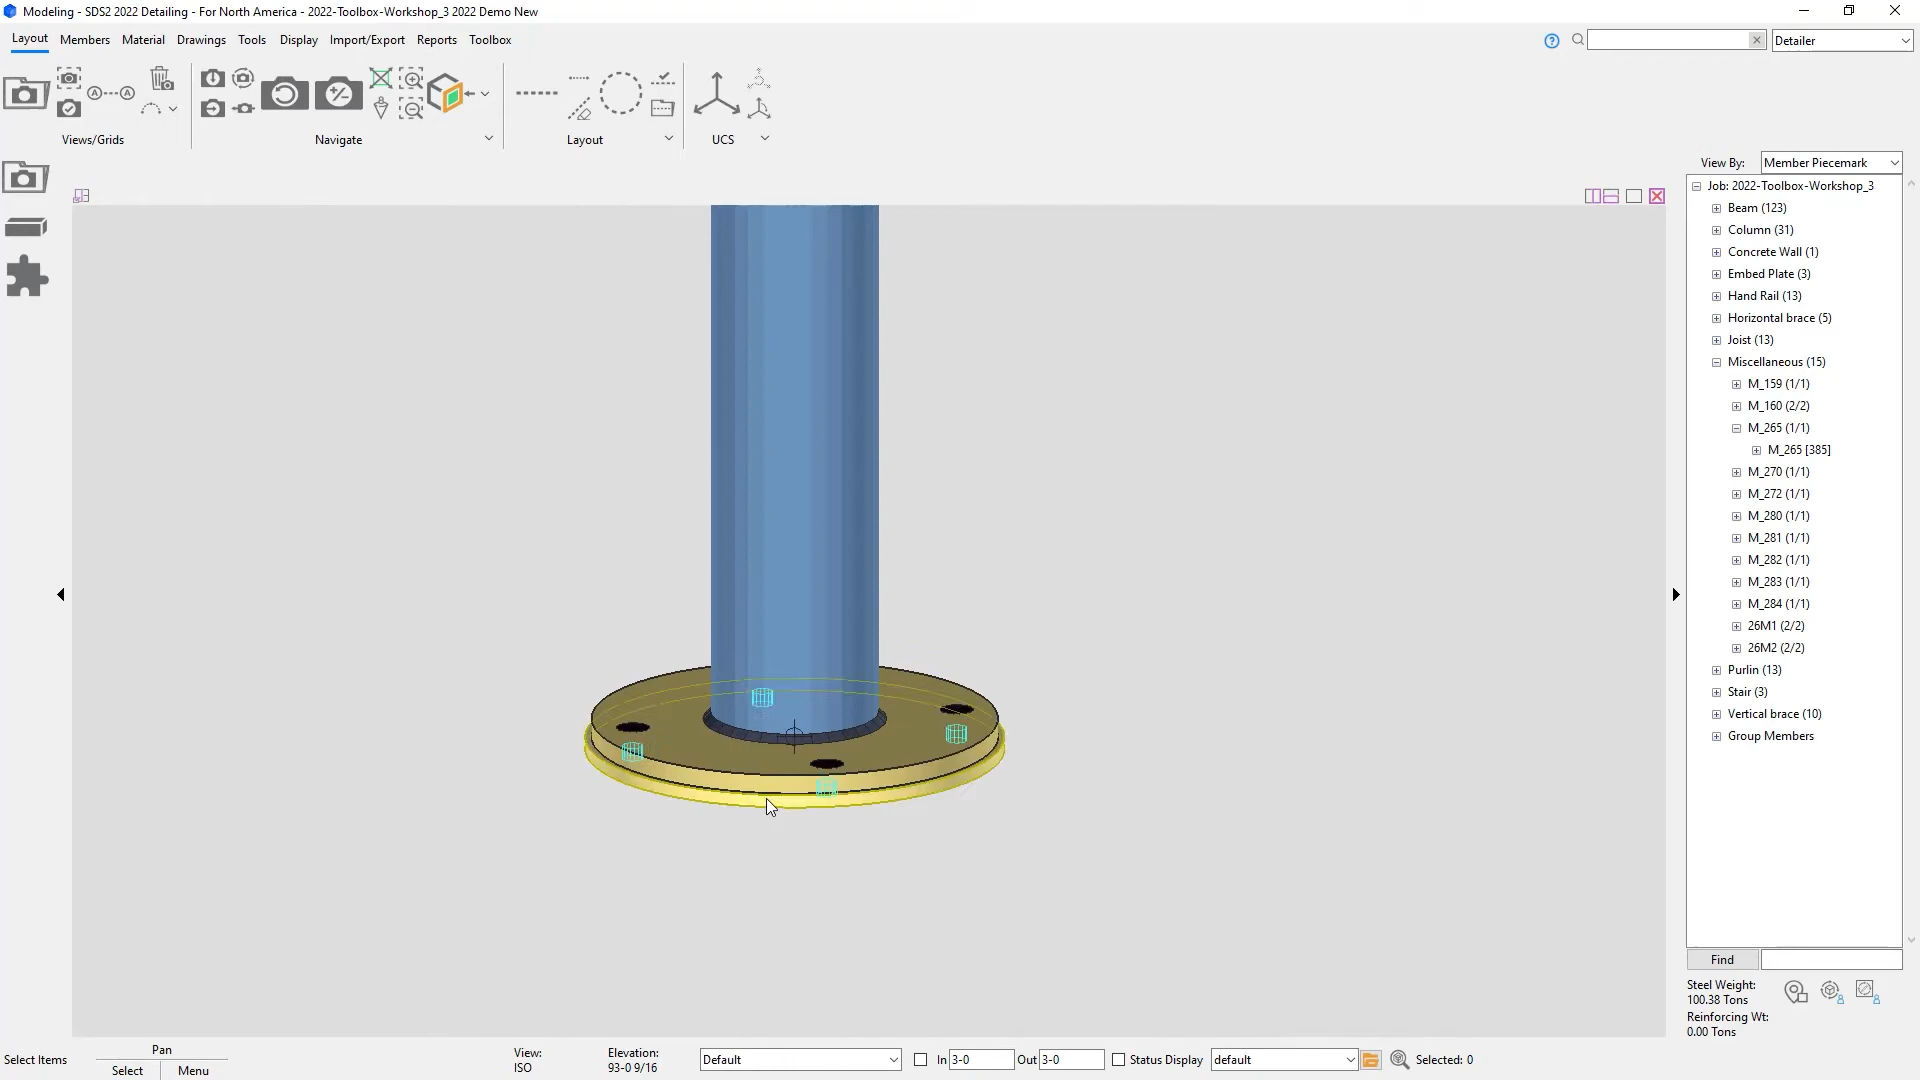 Modeling - SDS2 2022 Detailing - For North America - 2022-Toolbox-Workshop_3 2022 Demo New
Layout Members Material Drawings Tools Display Import/Export Reports Toolbox
Detailer
Views/Grids Navigate Layout UCS
View By: Member Piecemark
Job: 2022-Toolbox-Workshop_3
Beam (123)
Column (31)
Concrete Wall (1)
Embed Plate (3)
Hand Rail (13)
Horizontal brace (5)
Joist (13)
Miscellaneous (15)
M_159 (1/1)
M_160 (2/2)
M_265 (1/1)
M_265 [385]
M_270 (1/1)
M_272 (1/1)
M_280 (1/1)
M_281 (1/1)
M_282 (1/1)
M_283 (1/1)
M_284 (1/1)
26M1 (2/2)
26M2 (2/2)
Purlin (13)
Stair (3)
Vertical brace (10)
Group Members
Find
Steel Weight:
100.38 Tons
Reinforcing Wt:
0.00 Tons
Select Items
Pan
Select Menu
View:
ISO
Elevation:
93-0 9/16
Default
In 3-0 Out 3-0 Status Display default Selected: 0